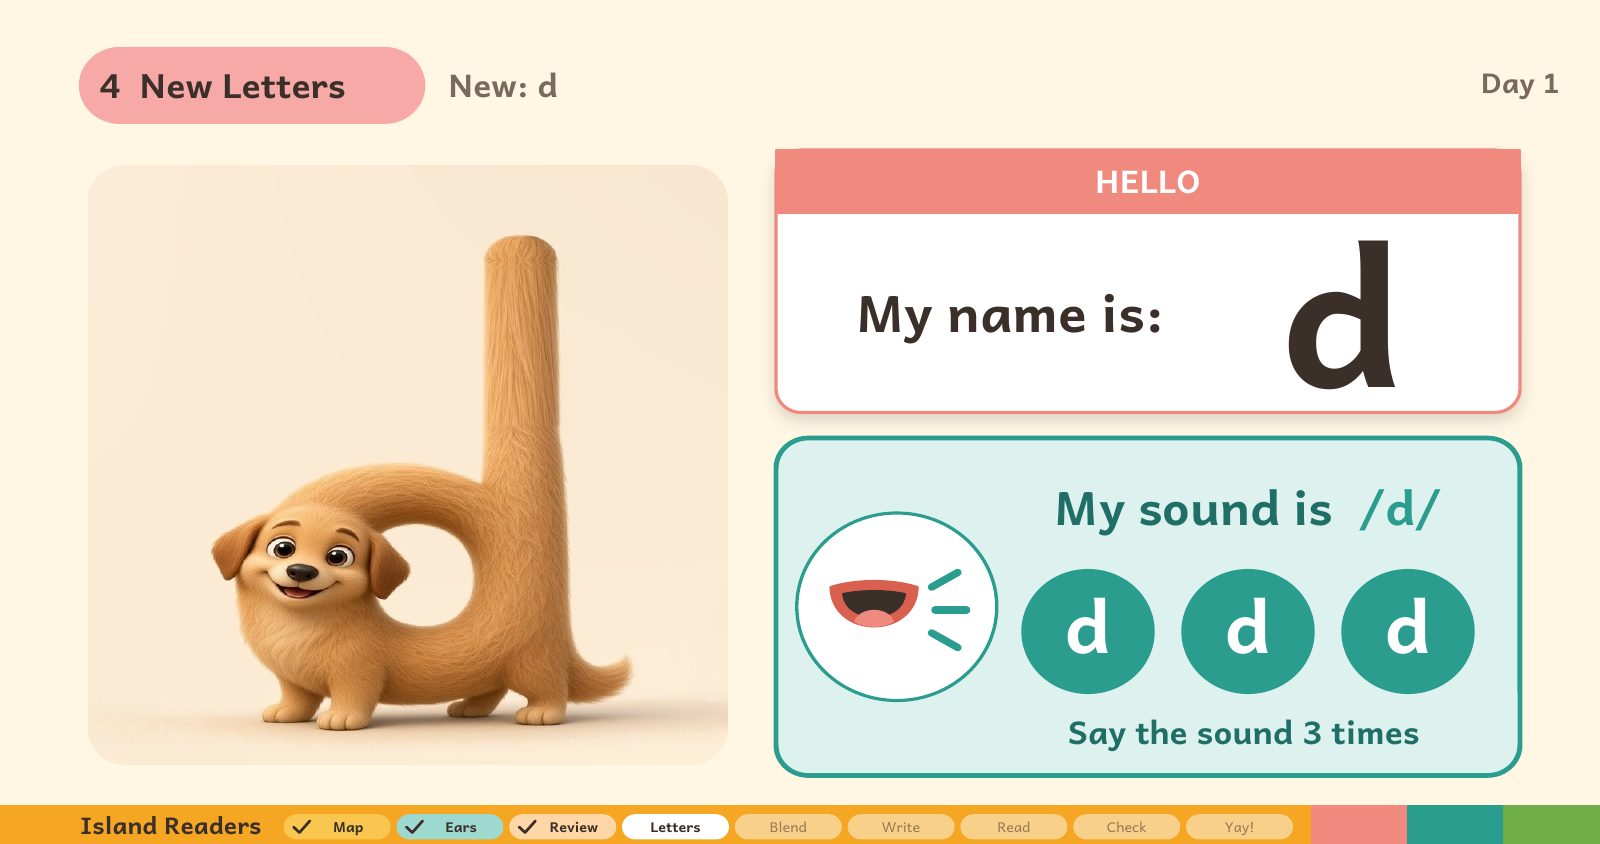 4 New Letters
New: d
Day 1
HELLO
My name is: d
My sound is /d/
d d d
Say the sound 3 times
Island Readers
Map
Ears
Review
Letters
Blend
Write
Read
Check
Yay!